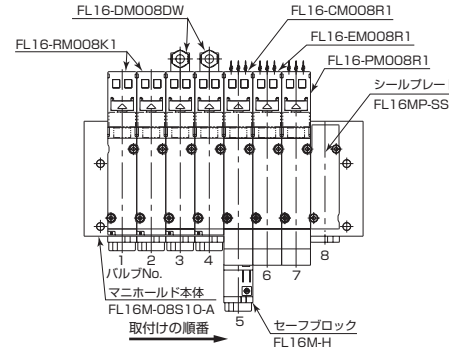 FL16-DM008DW
FL16-CM008R1
FL16-EM008R1
FL16-RM008K1
FL16-PM008R1
シールプレート
FL16MP-SS
1
2
3
4
6
7
8
バルブNo.
マニホールド本体
FL16M-08S10-A
5
取付けの順番
セーフブロック
FL16M-H